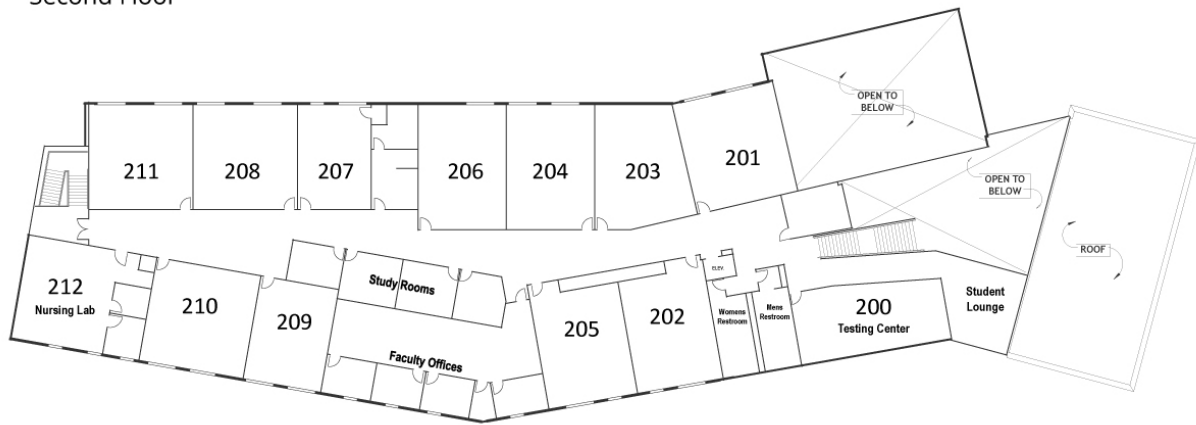 Second Floor
OPEN TO
BELOW
211
208
207
206
204
203
201
OPEN TO
BELOW
ROOF
212
Nursing Lab
210
209
Study Rooms
Faculty Offices
205
202
ELEV.
Womens
Restroom
Mens
Restroom
200
Testing Center
Student
Lounge